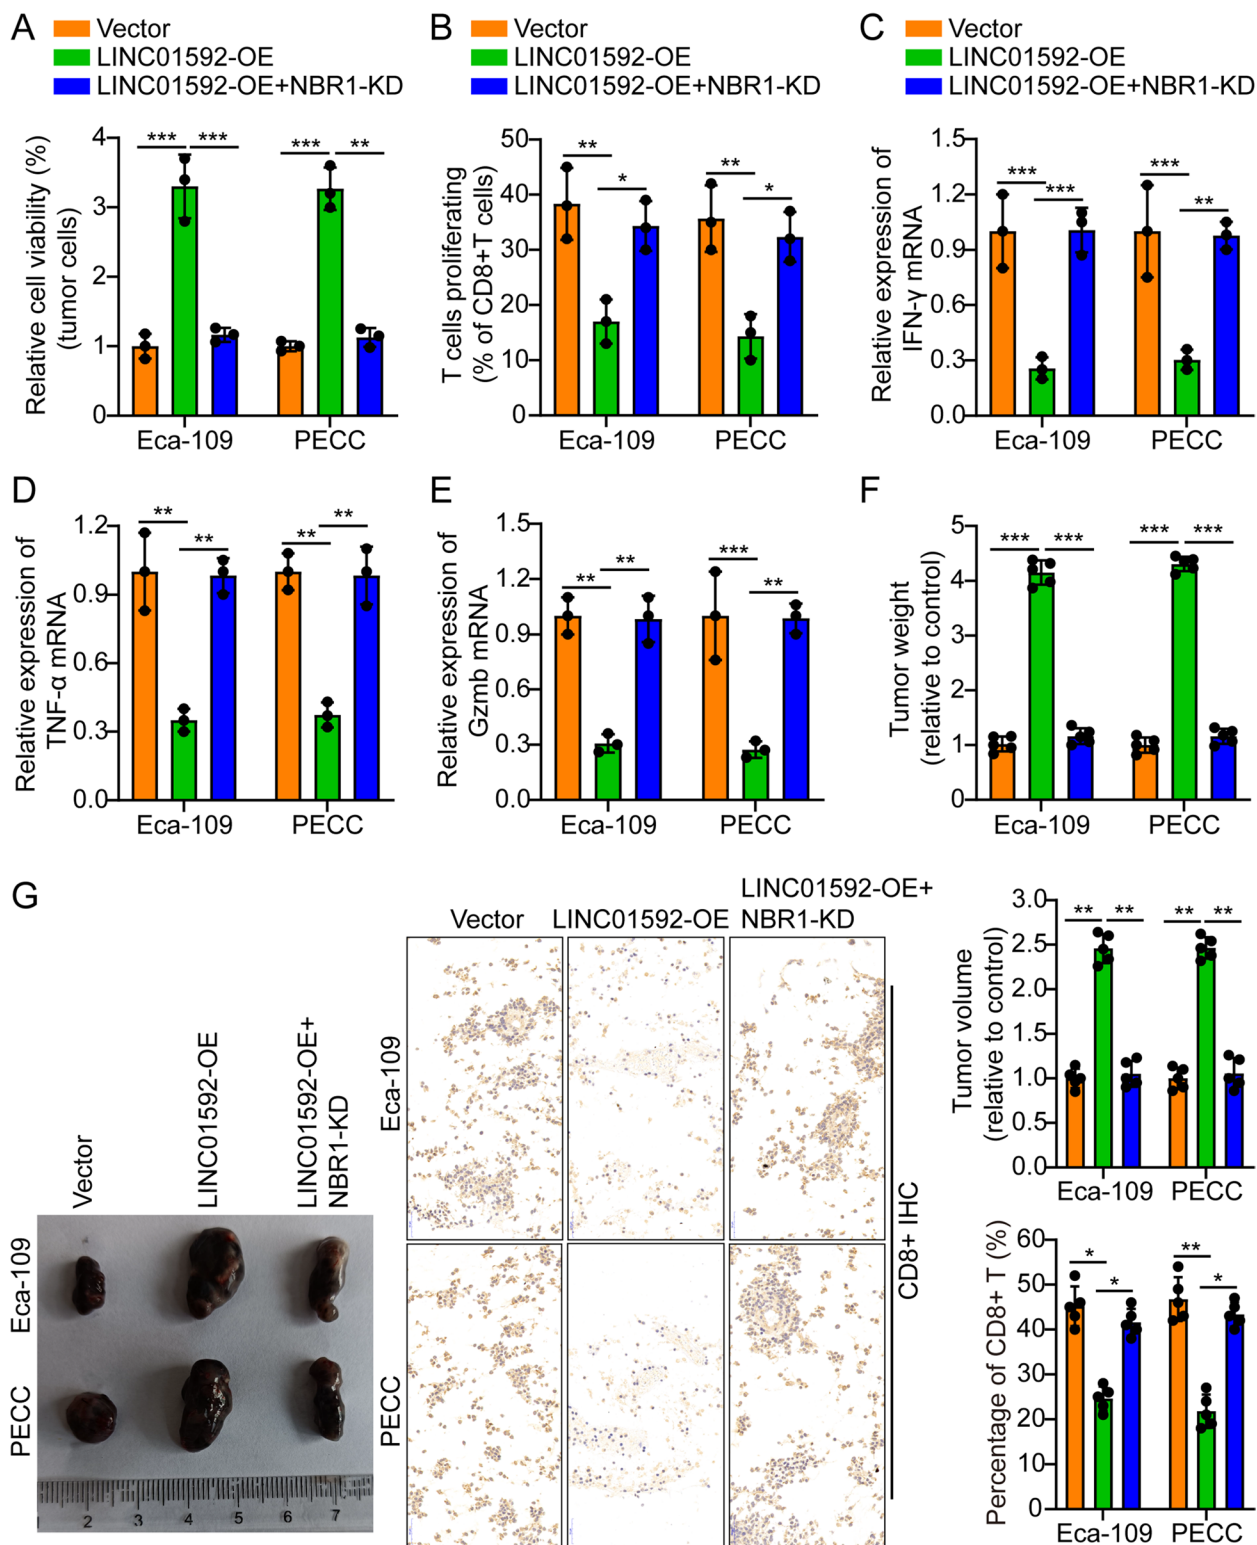 A
Vector
LINC01592-OE
LINC01592-OE+NBR1-KD
Relative cell viability (%)
(tumor cells)
4
3
2
1
0
*** ***
*** **
Eca-109
PECC
B
Vector
LINC01592-OE
LINC01592-OE+NBR1-KD
T cells proliferating
(% of CD8+T cells)
50
40
30
20
10
0
**
*
**
*
Eca-109
PECC
C
Vector
LINC01592-OE
LINC01592-OE+NBR1-KD
Relative expression of
IFN-γ mRNA
1.5
1.2
0.9
0.6
0.3
0.0
***
***
***
**
Eca-109
PECC
D
Relative expression of
TNF-α mRNA
1.2
0.9
0.6
0.3
0.0
**
**
**
**
Eca-109
PECC
E
Relative expression of
Gzmb mRNA
1.5
1.2
0.9
0.6
0.3
0.0
**
**
***
**
Eca-109
PECC
F
Tumor weight
(relative to control)
5
4
3
2
1
0
*** ***
*** ***
Eca-109
PECC
G
Vector
LINC01592-OE
LINC01592-OE+
NBR1-KD
Eca-109
PECC
2 3 4 5 6 7
Vector
LINC01592-OE
LINC01592-OE+
NBR1-KD
Eca-109
PECC
CD8+ IHC
Tumor volume
(relative to control)
3.0
2.5
2.0
1.5
1.0
0.5
0.0
** **
** **
Eca-109
PECC
Percentage of CD8+ T (%)
60
50
40
30
20
10
0
*
*
**
*
Eca-109
PECC